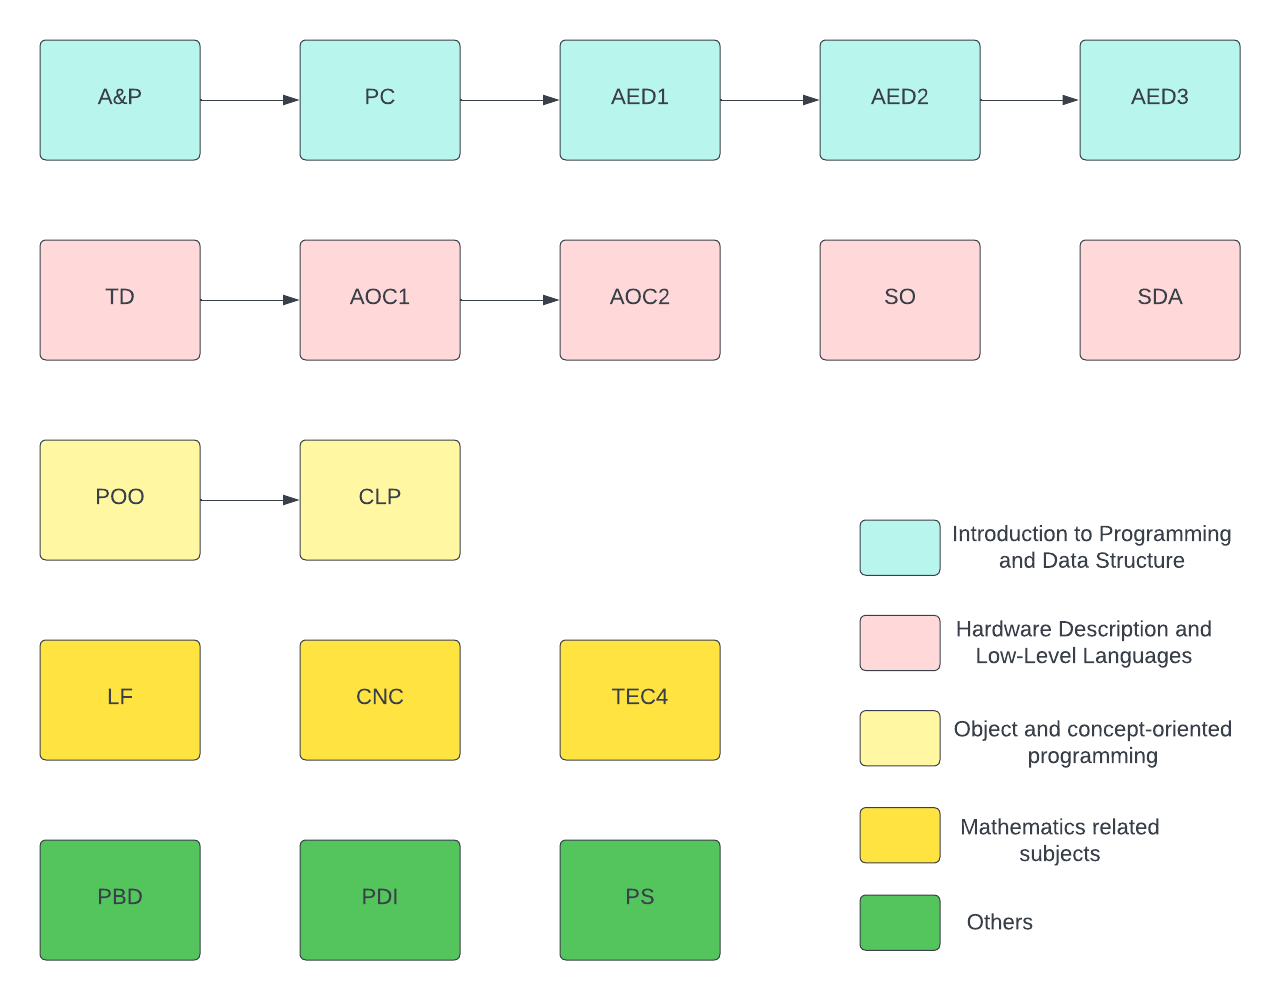 A&P
PC
AED1
AED2
AED3
TD
AOC1
AOC2
SO
SDA
POO
CLP
Introduction to Programming
and Data Structure
Hardware Description and
Low-Level Languages
LF
CNC
TEC4
Object and concept-oriented
programming
Mathematics related
subjects
PBD
PDI
PS
Others